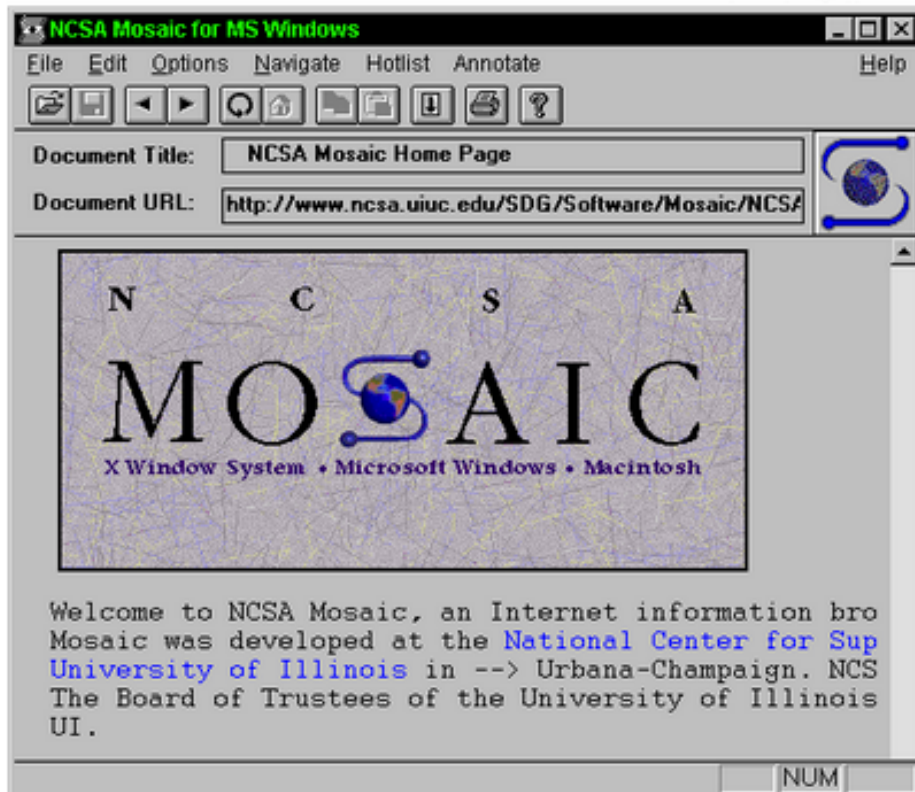 NCSA Mosaic for MS Windows
File Edit Options Navigate Hotlist Annotate Help
Document Title: NCSA Mosaic Home Page
Document URL: http://www.ncsa.uiuc.edu/SDG/Software/Mosaic/NCSA
N C S A
MOSAIC
X Window System • Microsoft Windows • Macintosh
Welcome to NCSA Mosaic, an Internet information bro
Mosaic was developed at the National Center for Sup
University of Illinois in --> Urbana-Champaign. NCS
The Board of Trustees of the University of Illinois
UI.
NUM